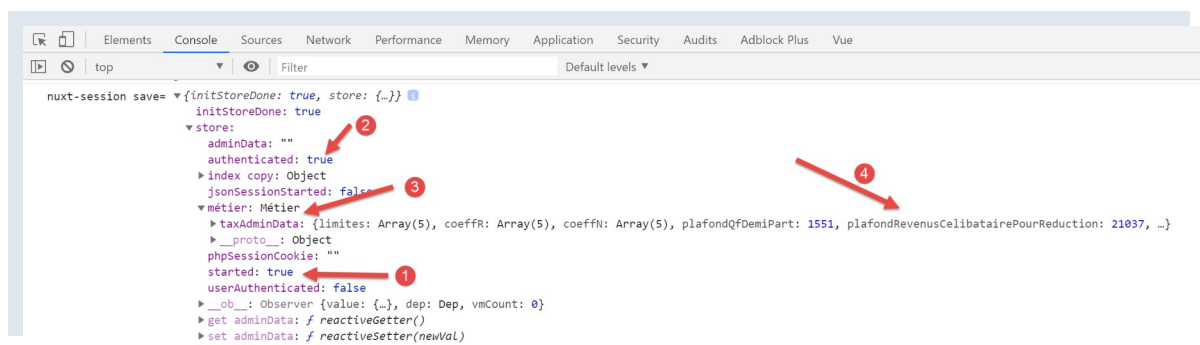 Elements Console Sources Network Performance Memory Application Security Audits Adblock Plus Vue
top ▼ Filter Default levels ▼
nuxt-session save= ▼{initStoreDone: true, store: {…}} i
initStoreDone: true
▼store: 2
adminData: ""
authenticated: true 4
▶index copy: Object
jsonSessionStarted: false 3
▼métier: Métier
▶taxAdminData: {limites: Array(5), coeffR: Array(5), coeffN: Array(5), plafondQfDemiPart: 1551, plafondRevenusCelibatairePourReduction: 21037, …}
▶__proto__: Object
phpSessionCookie: ""
started: true 1
userAuthenticated: false
▶__ob__: Observer {value: {…}, dep: Dep, vmCount: 0}
▶get adminData: ƒ reactiveGetter()
▶set adminData: ƒ reactiveSetter(newVal)